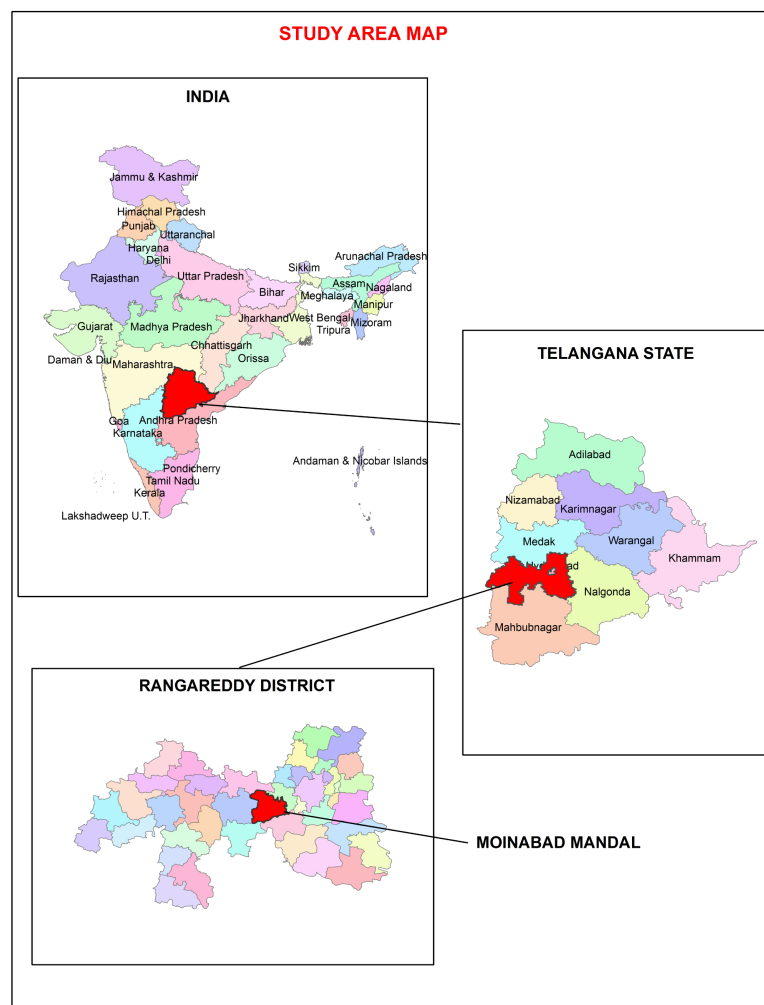 STUDY AREA MAP
INDIA
Jammu & Kashmir
Himachal Pradesh
Punjab
Uttaranchal
Haryana
Delhi
Arunachal Pradesh
Rajasthan
Uttar Pradesh
Sikkim
Assam
Nagaland
Bihar
Meghalaya
Manipur
Gujarat
Madhya Pradesh
Jharkhand
West Bengal
Tripura
Mizoram
Chhattisgarh
Daman & Diu
Maharashtra
Orissa
Goa
Andhra Pradesh
Karnataka
Pondicherry
Andaman & Nicobar Islands
Tamil Nadu
Kerala
Lakshadweep U.T.
TELANGANA STATE
Adilabad
Nizamabad
Karimnagar
Medak
Warangal
Khammam
Nalgonda
Mahbubnagar
RANGAREDDY DISTRICT
MOINABAD MANDAL